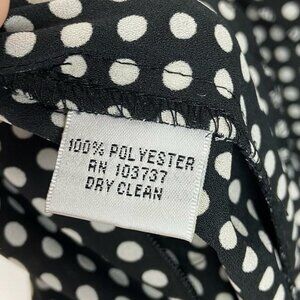 100% POLYESTER
RN 103737
DRY CLEAN